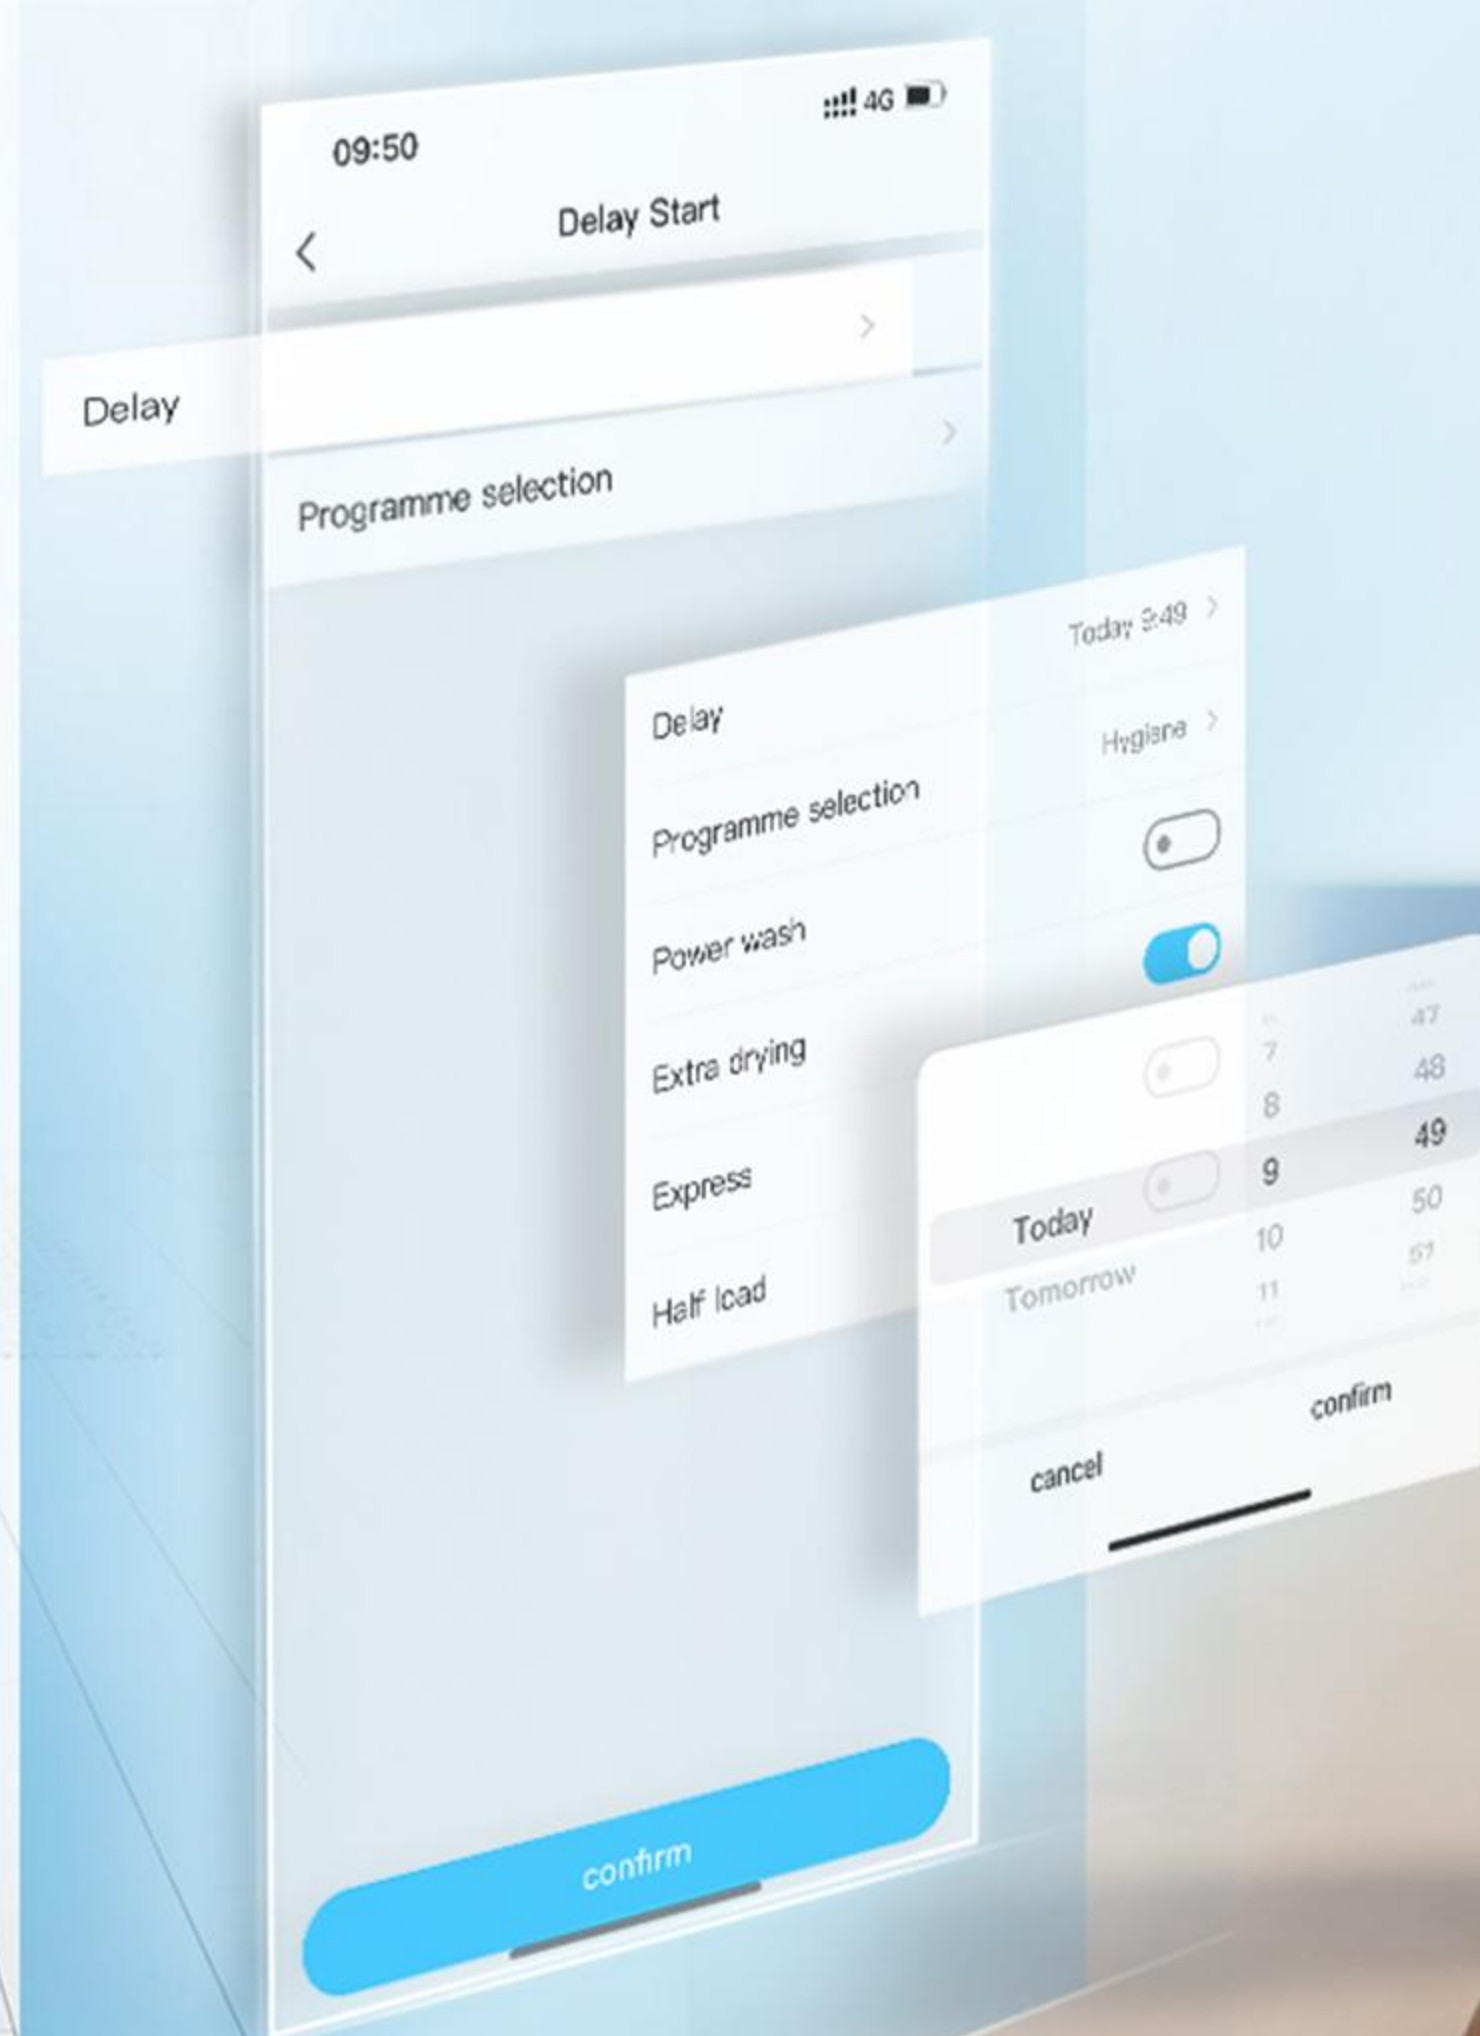 09:50
4G
Delay Start
Delay
Programme selection
Delay
Today 9:49
Programme selection
Hygiene
Power wash
Extra drying
Express
Half load
7
47
8
48
Today
9
49
Tomorrow
10
50
11
51
cancel
confirm
confirm